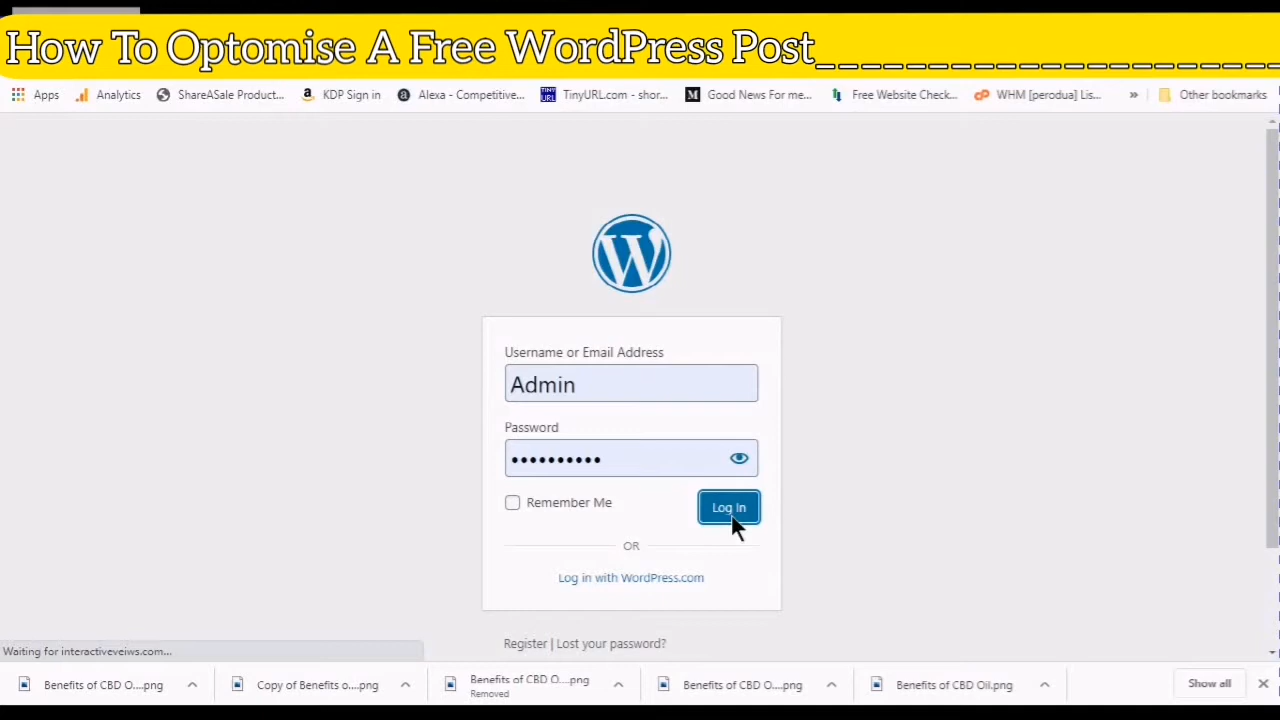 How To Optomise A Free WordPress Post_________________
Apps Analytics ShareASale Product... KDP Sign in Alexa - Competitive... TinyURL.com - shor... Good News For me... Free Website Check... WHM [perodua] Lis... » Other bookmarks
Username or Email Address
Admin
Password
••••••••••
Remember Me
Log In
OR
Log in with WordPress.com
Register | Lost your password?
Waiting for interactiveveiws.com...
Benefits of CBD O....png Copy of Benefits o....png Benefits of CBD O....png Benefits of CBD O....png Benefits of CBD Oil.png Show all
Removed